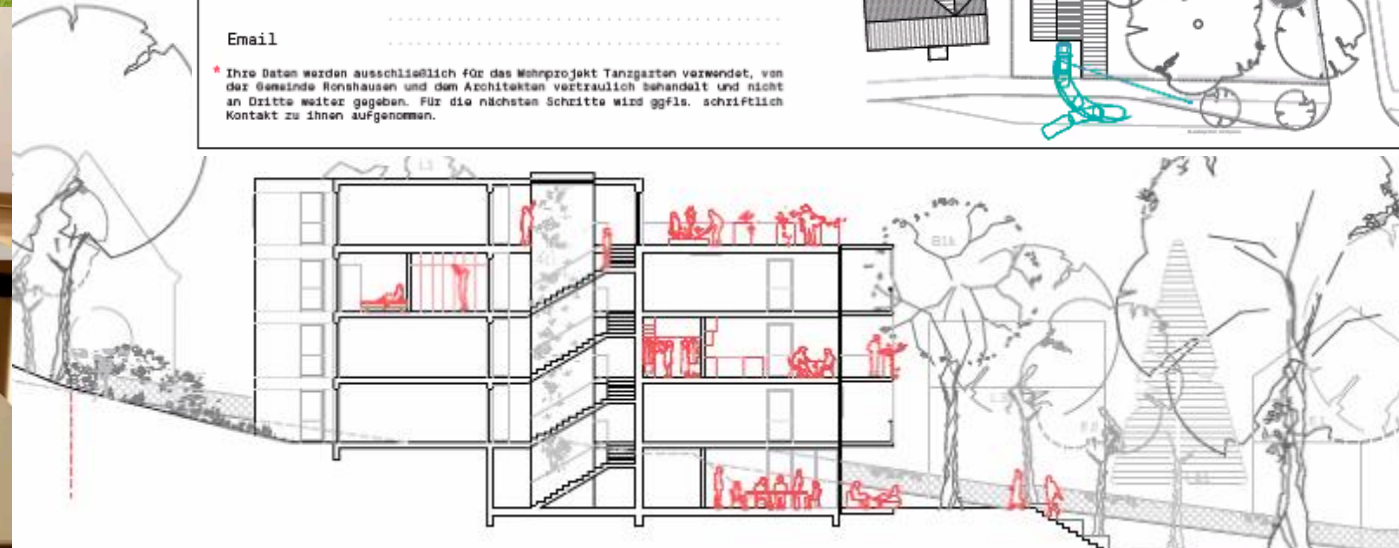 Email
* Ihre Daten werden ausschließlich für das Wohnprojekt Tanzgarten verwendet, von
der Gemeinde Ronshausen und dem Architekten vertraulich behandelt und nicht
an Dritte weiter gegeben. Für die nächsten Schritte wird ggfls. schriftlich
Kontakt zu ihnen aufgenommen.